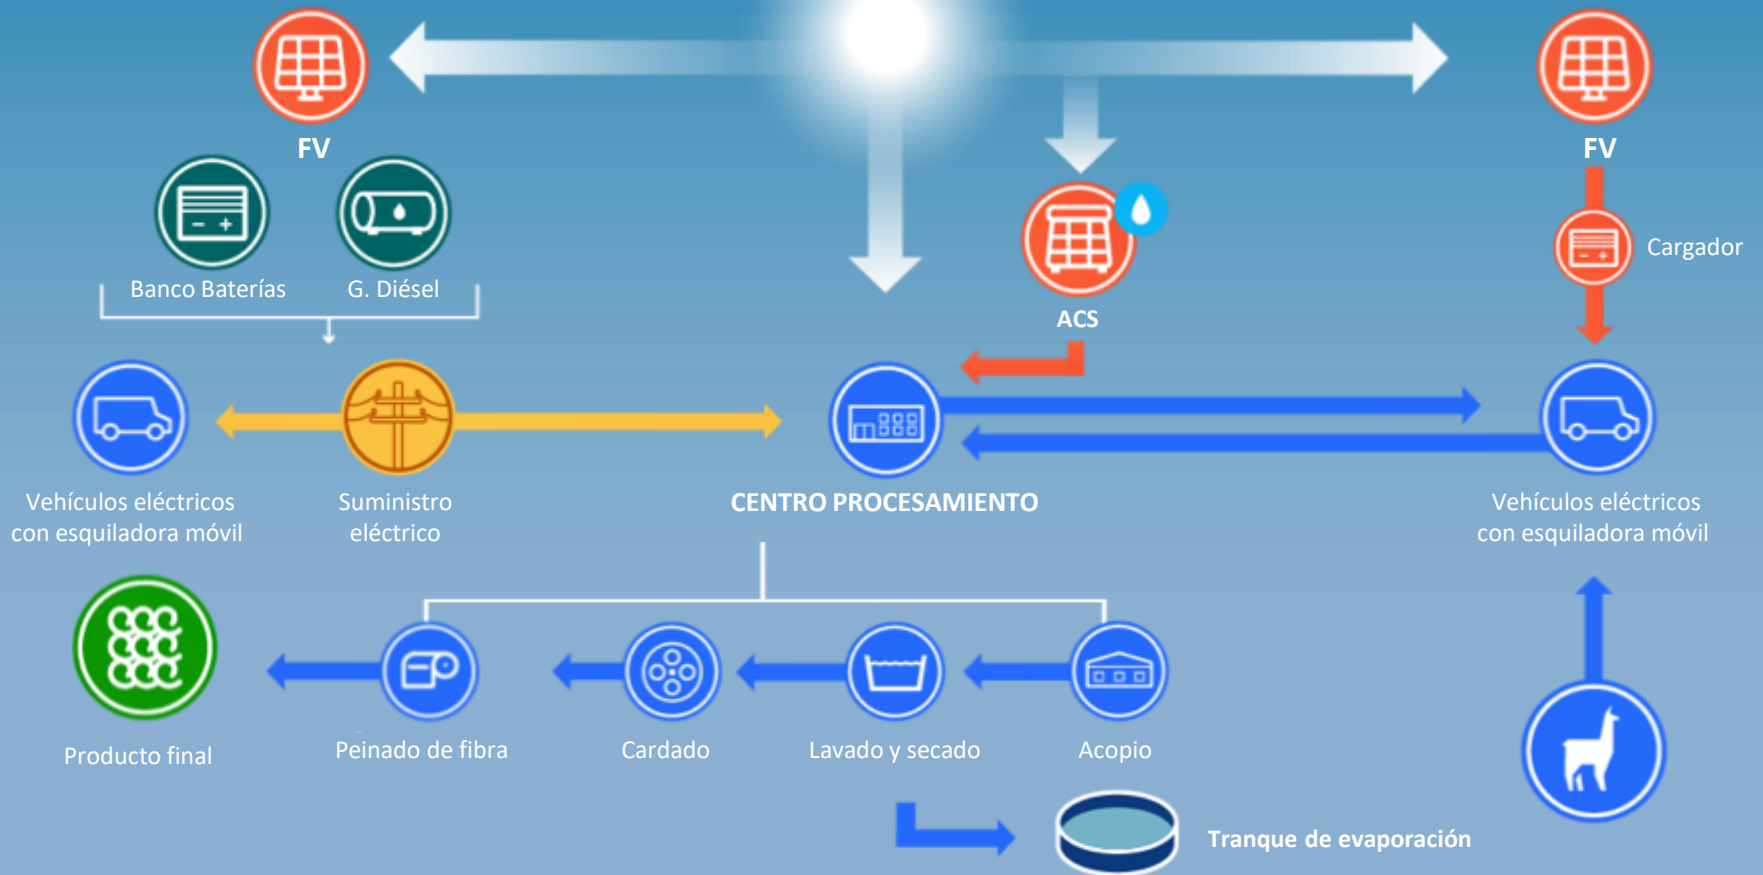 FV
FV
Banco Baterías
G. Diésel
Cargador
ACS
Vehículos eléctricos
con esquiladora móvil
Suministro
eléctrico
CENTRO PROCESAMIENTO
Vehículos eléctricos
con esquiladora móvil
Producto final
Peinado de fibra
Cardado
Lavado y secado
Acopio
Tranque de evaporación